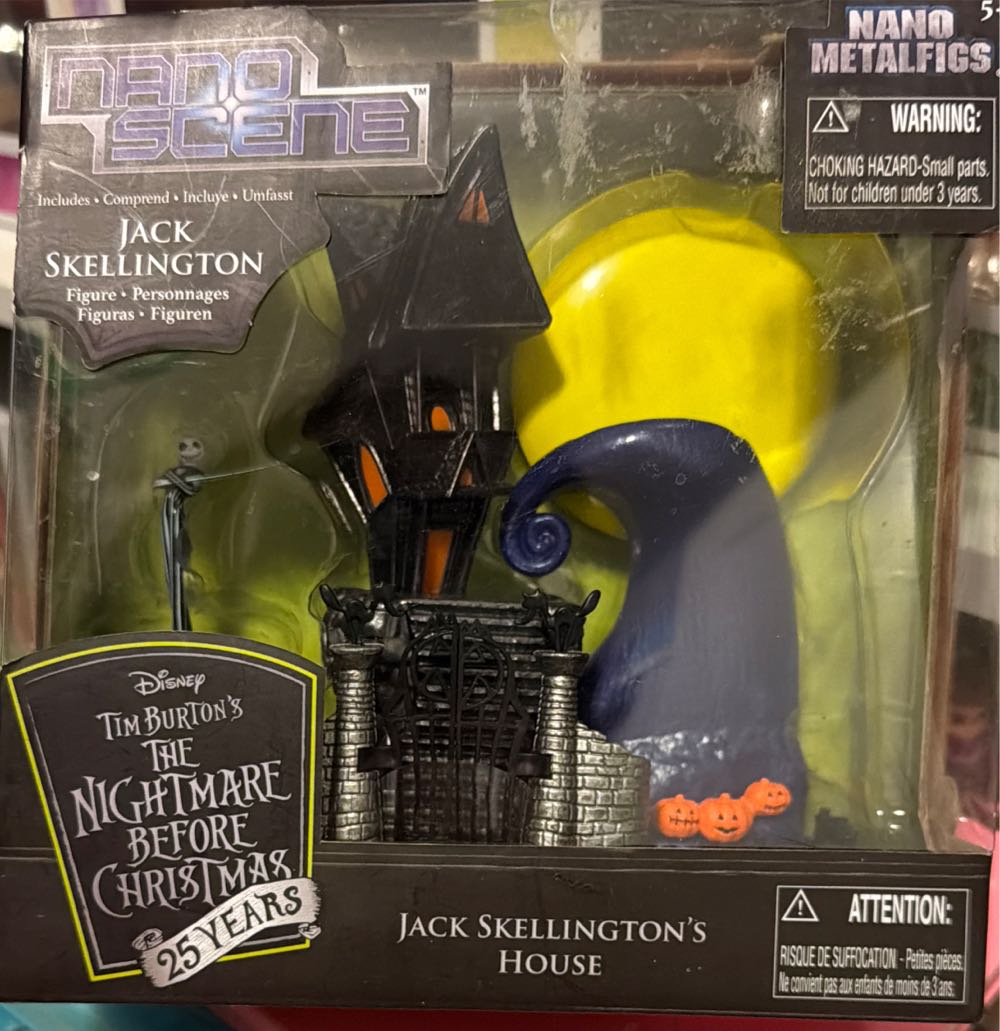 NANO
SCENE™
Includes • Comprend • Incluye • Umfasst
JACK
SKELLINGTON
Figure • Personnages
Figuras • Figuren
5+
NANO
METALFIGS
WARNING:
CHOKING HAZARD-Small parts.
Not for children under 3 years.
Disney
TIM BURTON'S
THE
NIGHTMARE
BEFORE
CHRISTMAS
25 YEARS
JACK SKELLINGTON'S
HOUSE
ATTENTION:
RISQUE DE SUFFOCATION - Petites pièces.
Ne convient pas aux enfants de moins de 3 ans.